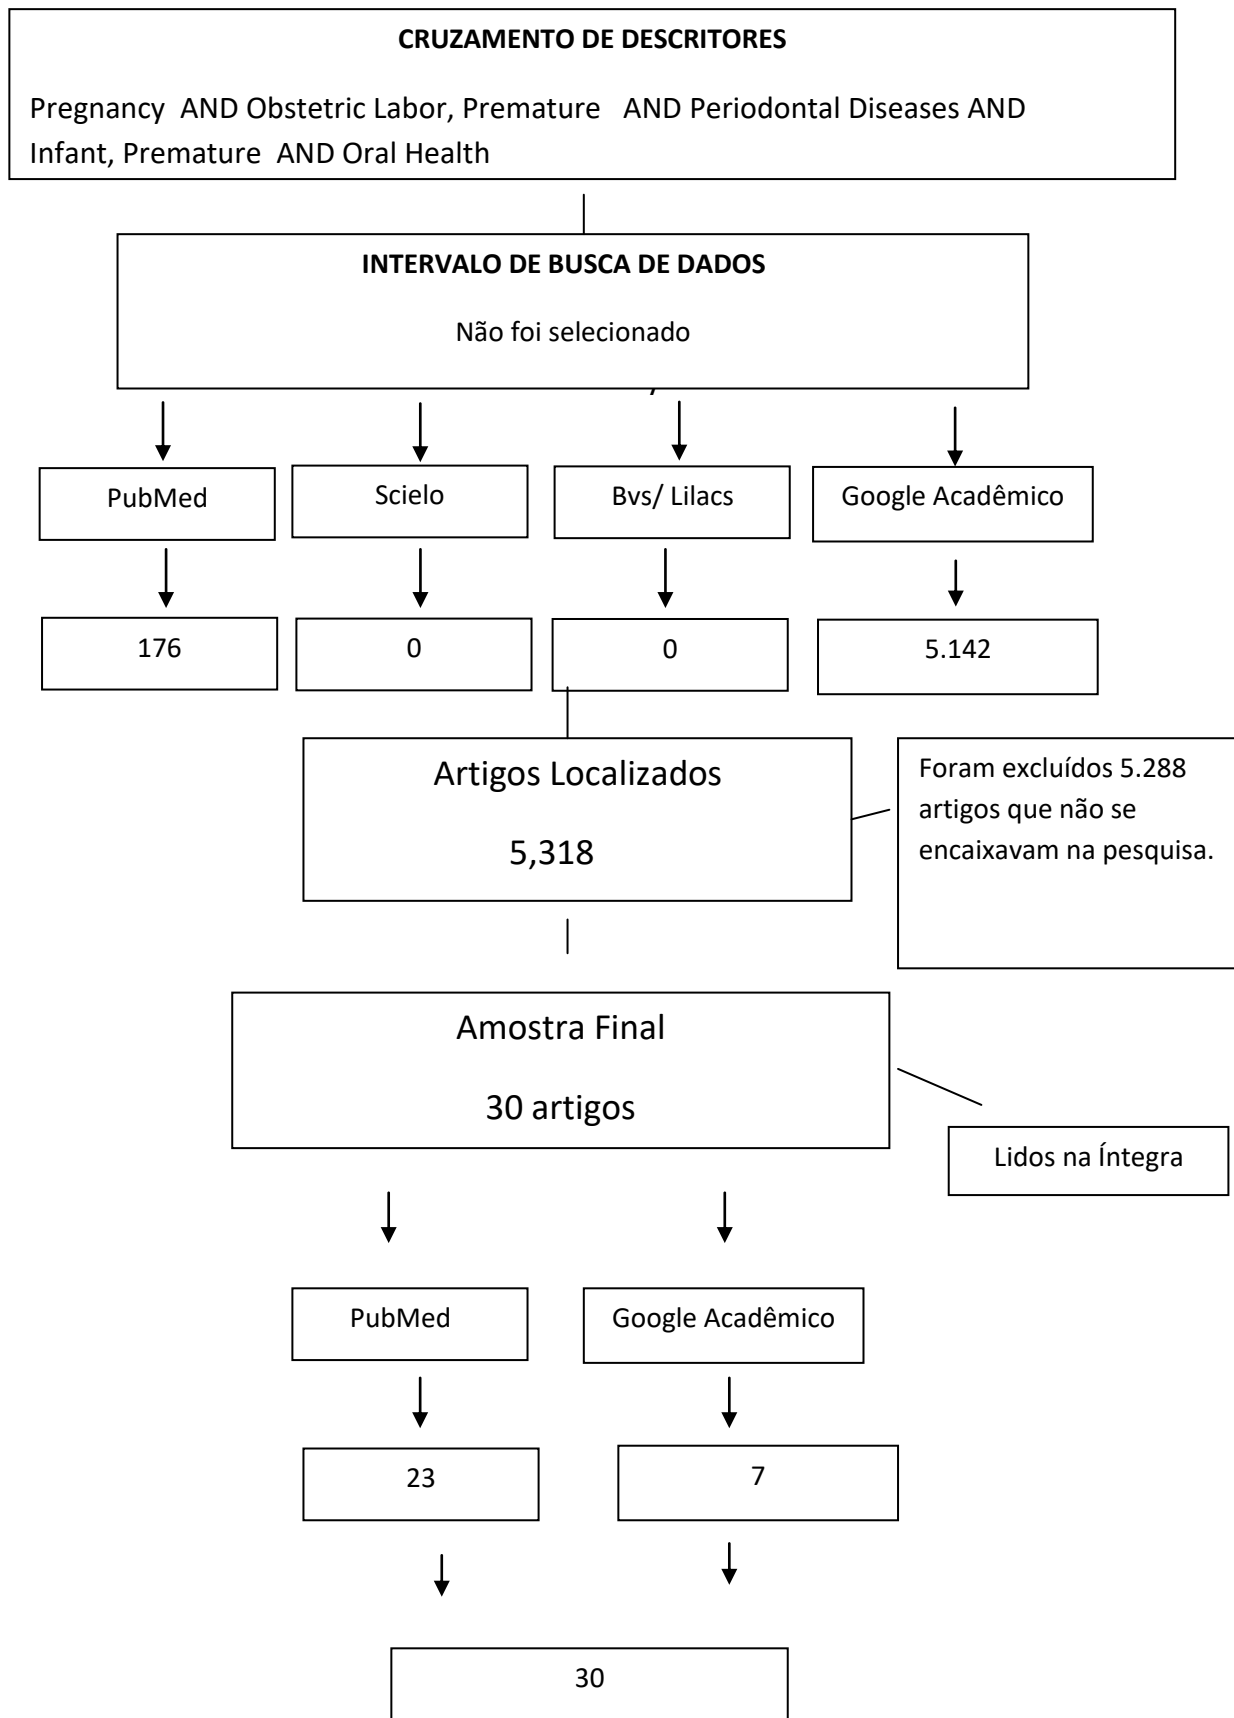 CRUZAMENTO DE DESCRITORES
Pregnancy AND Obstetric Labor, Premature AND Periodontal Diseases AND
Infant, Premature AND Oral Health
INTERVALO DE BUSCA DE DADOS
Não foi selecionado
PubMed
Scielo
Bvs/ Lilacs
Google Acadêmico
176
0
0
5.142
Artigos Localizados
5,318
Foram excluídos 5.288
artigos que não se
encaixavam na pesquisa.
Amostra Final
30 artigos
Lidos na Íntegra
PubMed
Google Acadêmico
23
7
30